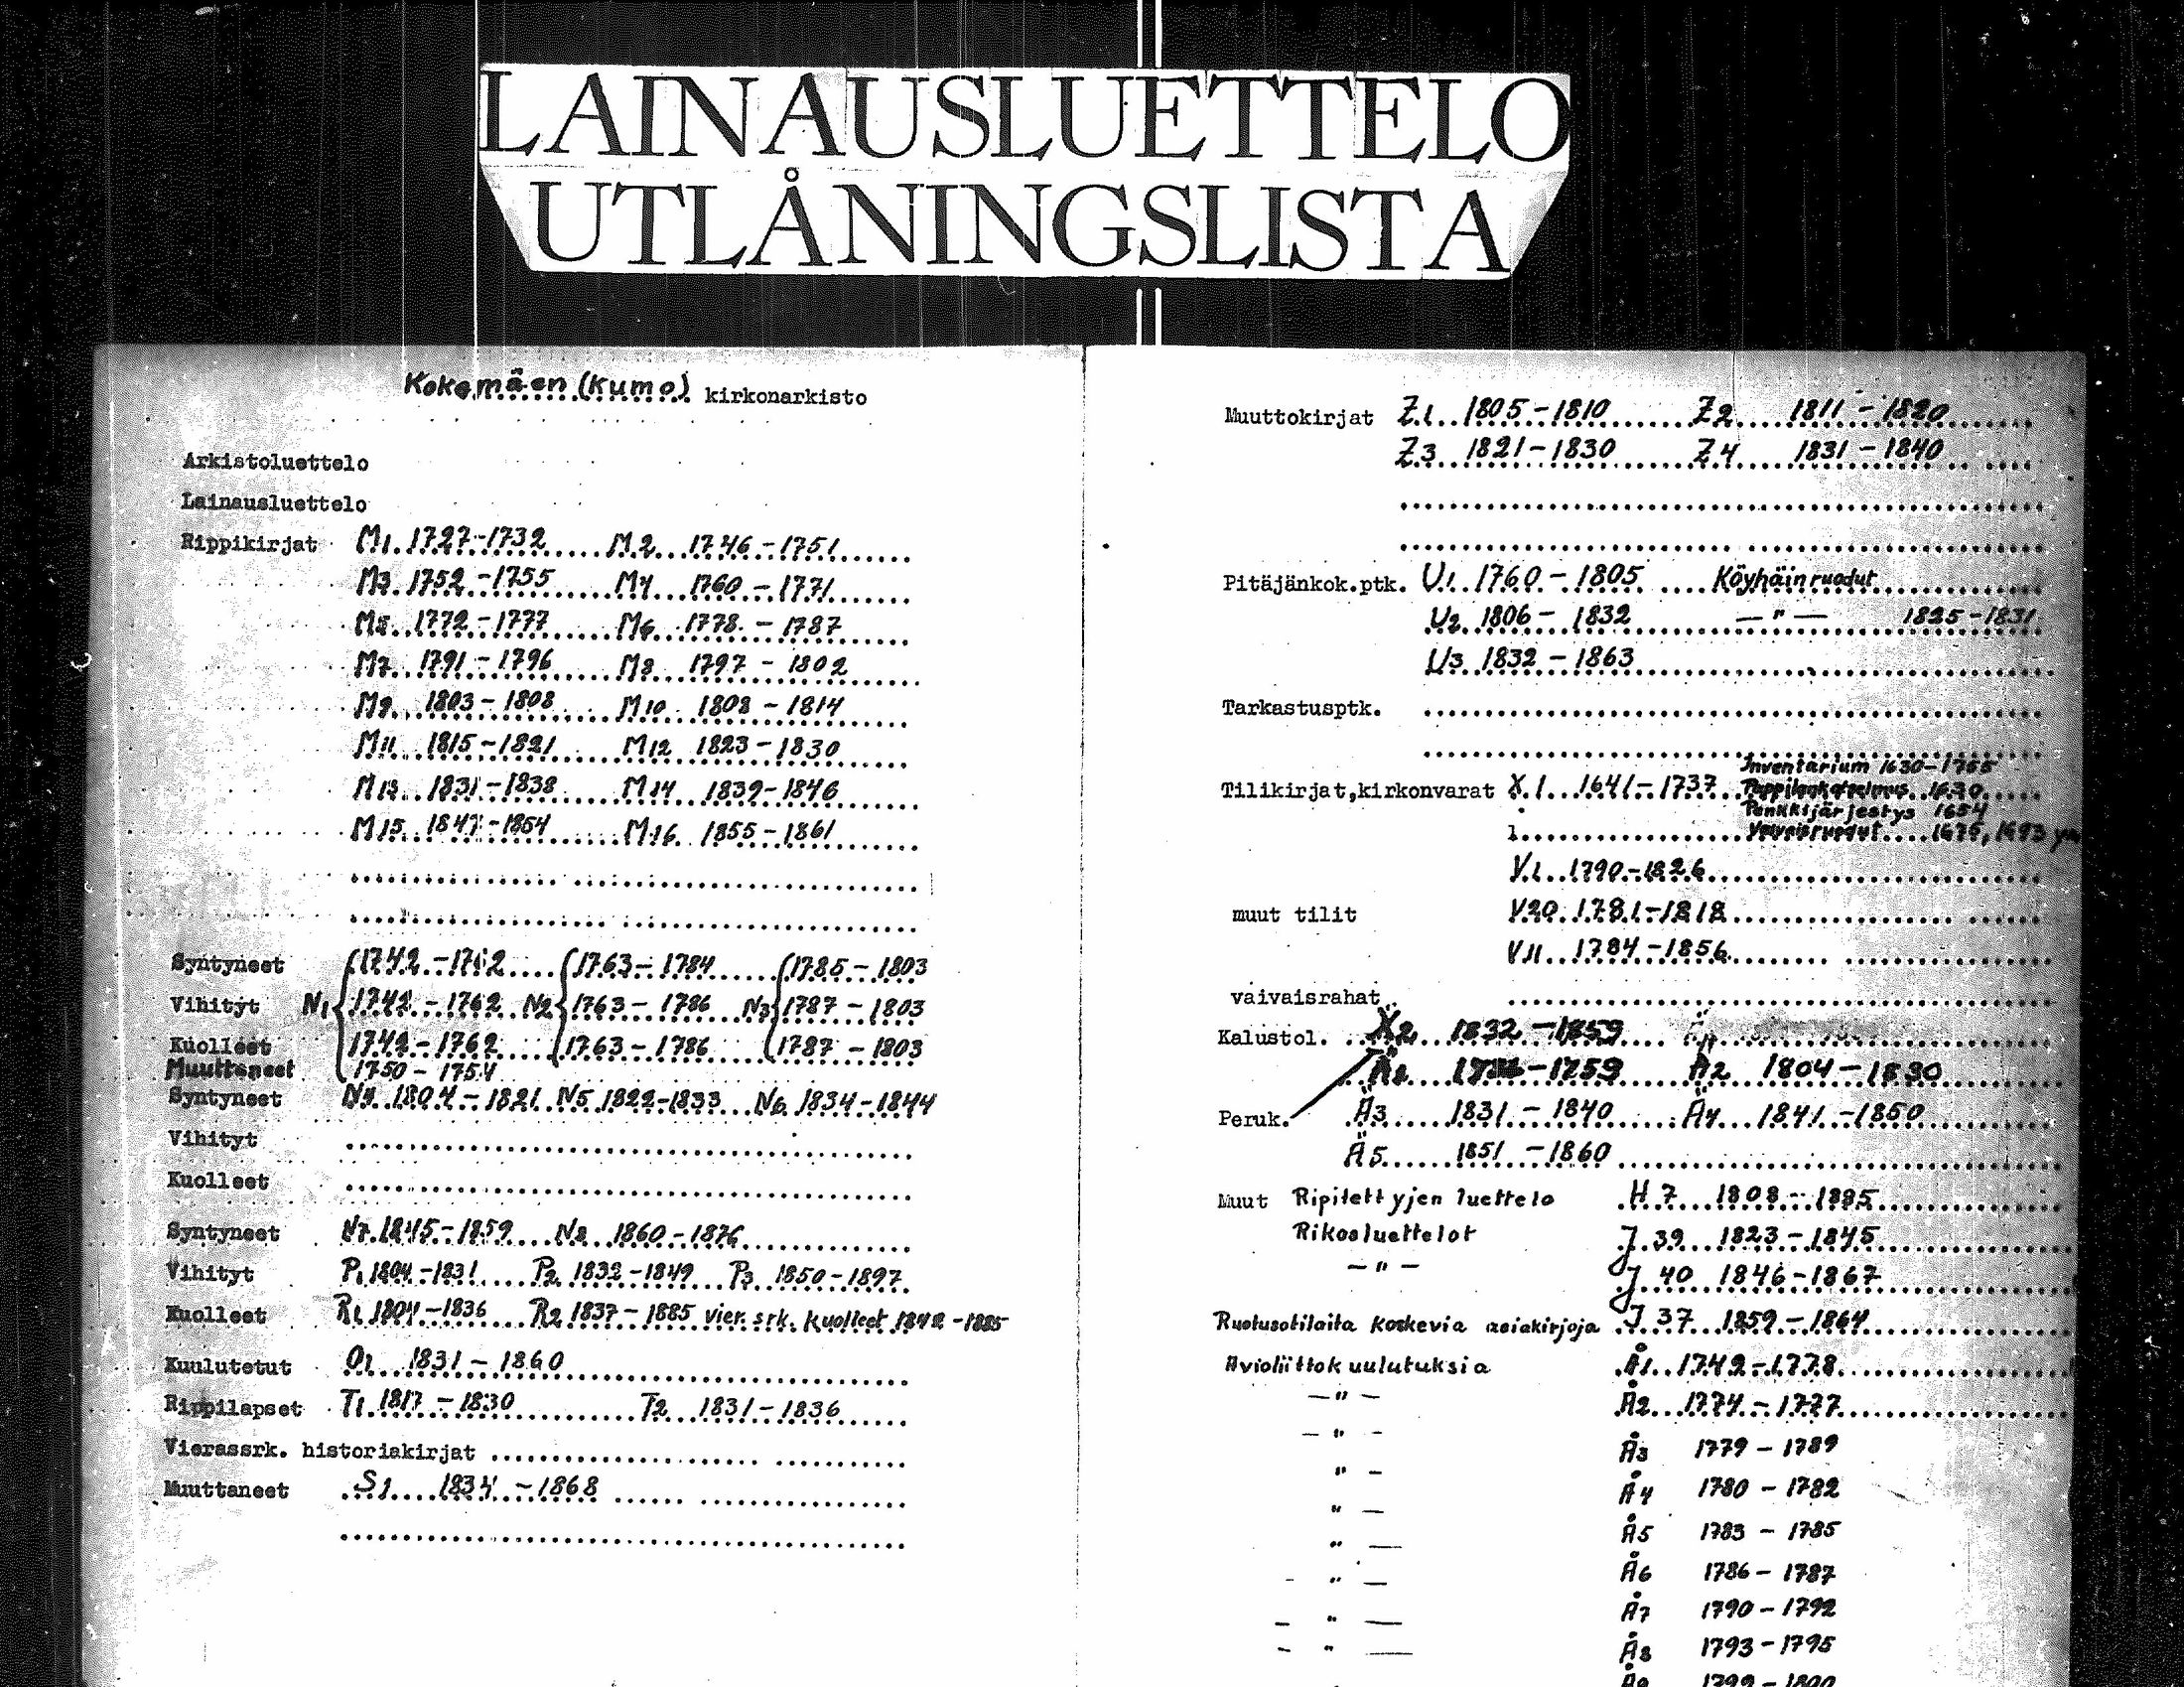 LAINAUSLUETTELO
UTLÅNINGSLISTA
Kokemäen (Kumo) kirkonarkisto
Arkistoluettelo
Lainausluettelo
Rippikirjat M1 1727-1732 M2 1746-1751
M3 1752-1755 M4 1760-1771
M5 1772-1777 M6 1778-1787
M7 1791-1796 M8 1797-1802
M9 1803-1808 M10 1808-1814
M11 1815-1821 M12 1823-1830
M13 1831-1838 M14 1839-1846
M15 1847-1854 M16 1855-1861
Syntyneet 1742-1762 1763-1784 1785-1803
Vihityt N1 1742-1762 N2 1763-1786 N3 1787-1803
Kuolleet 1742-1762 1763-1786 1787-1803
Muuttaneet 1750-1754
Syntyneet N4 1804-1821 N5 1822-1833 N6 1834-1844
Vihityt
Kuolleet
Syntyneet N7 1845-1859 N8 1860-1876
Vihityt P1 1804-1831 P2 1832-1849 P3 1850-1897
Kuolleet R1 1804-1836 R2 1837-1885 vier. srk. kuolleet 1842-1885
Kuulutetut O1 1831-1860
Rippilapset T1 1817-1830 T2 1831-1836
Vierassrk. historiakirjat
Muuttaneet S1 1834-1868
Muuttokirjat Z1 1805-1810 Z2 1811-1820
Z3 1821-1830 Z4 1831-1840
Pitäjänkok.ptk. U1 1760-1805 Köyhäinruodut
U2 1806-1832 -"- 1825-1831
U3 1832-1863
Tarkastusptk.
Inventarium 1630-1755
Tilikirjat,kirkonvarat X1 1641-1737 1630
Penkkijärjestys 1654
1 Vaivaisruodut 1675, 1693
V1 1790-1826
muut tilit V20 1781-1818
V11 1784-1856
vaivaisrahat
Kalustol. Ä2 1832-1859
-1759 Ä2 1804-1830
Peruk. Ä3 1831-1840 Ä4 1841-1850
Ä5 1851-1860
Muut Ripitettyjen luettelo H7 1808-1885
Rikosluettelot J39 1823-1845
-"- J40 1846-1867
Ruotusotilaita koskevia asiakirjoja J37 1859-1864
Avioliittokuulutuksia Å1 1749-1778
-"- Å2 1774-1777
-"- Å3 1779-1789
"- Å4 1780-1782
"- Å5 1783-1785
"- Å6 1786-1787
-"- Å7 1790-1792
-"- Å8 1793-1795
-"- Å9 1799-1800